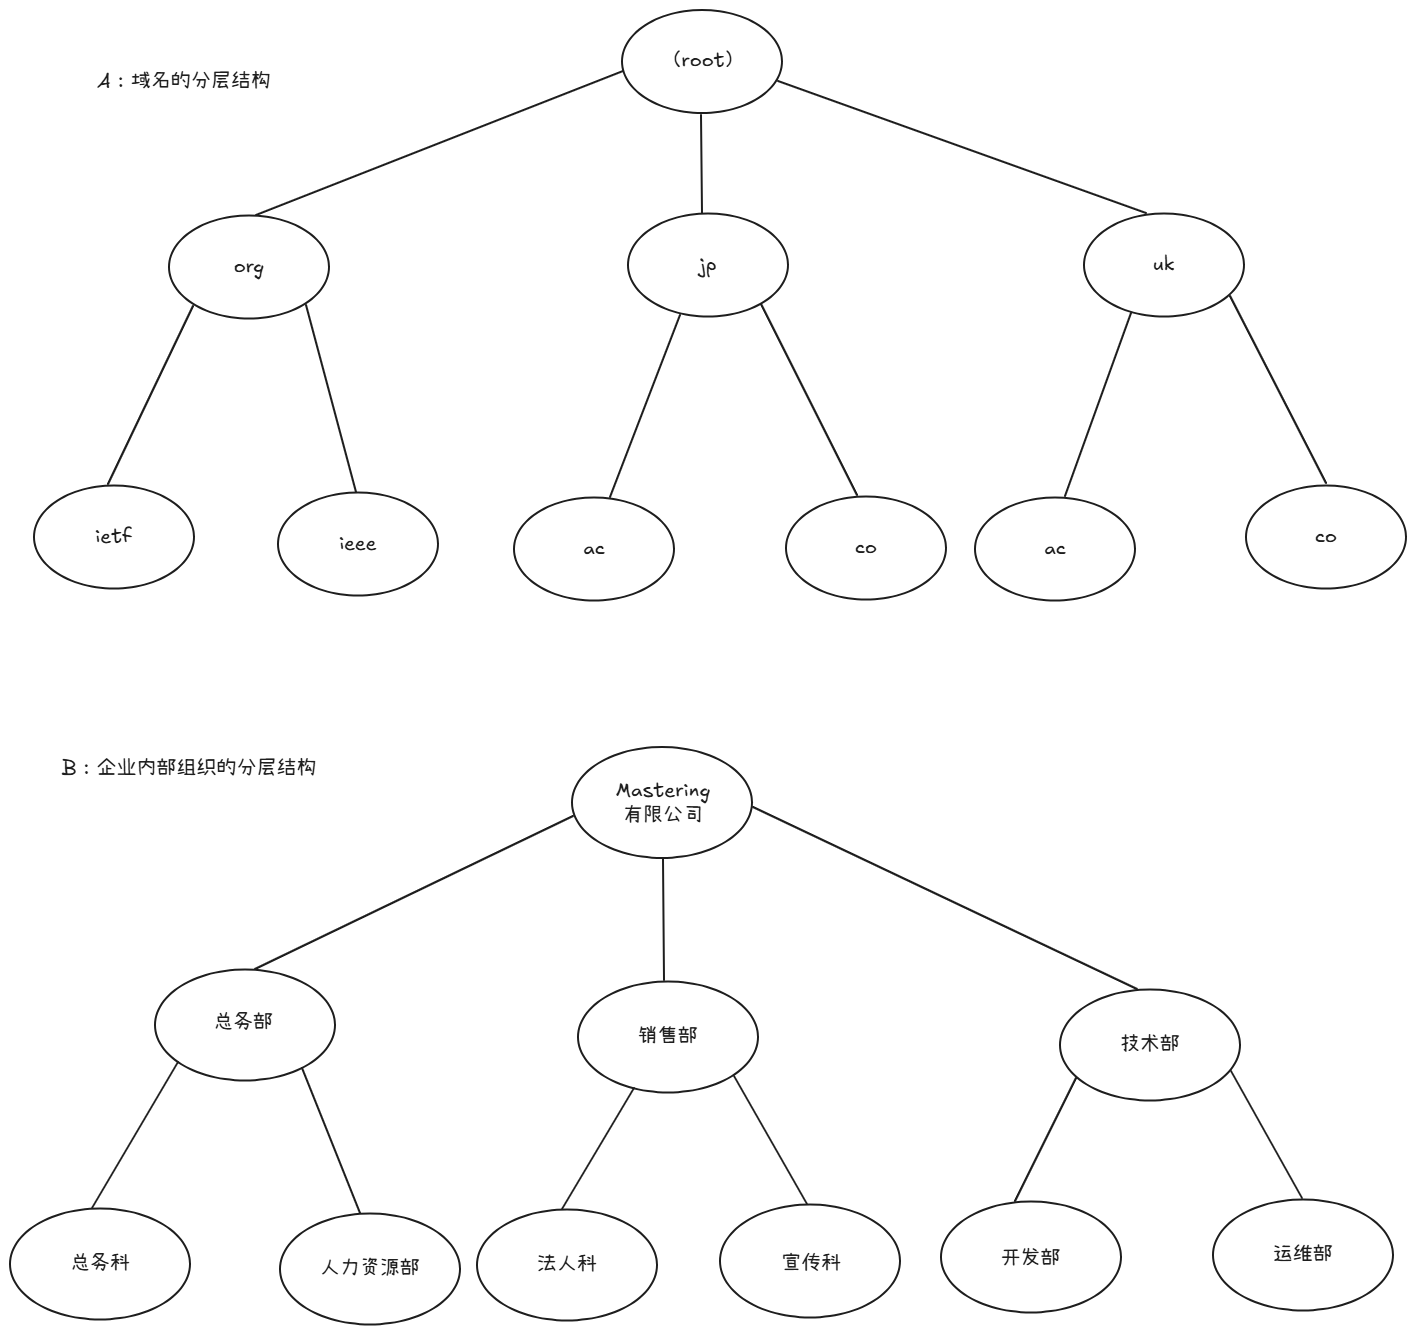 A：域名的分层结构
(root)
org
jp
uk
ietf
ieee
ac
co
ac
co
B：企业内部组织的分层结构
Mastering
有限公司
总务部
销售部
技术部
总务科
人力资源部
法人科
宣传科
开发部
运维部